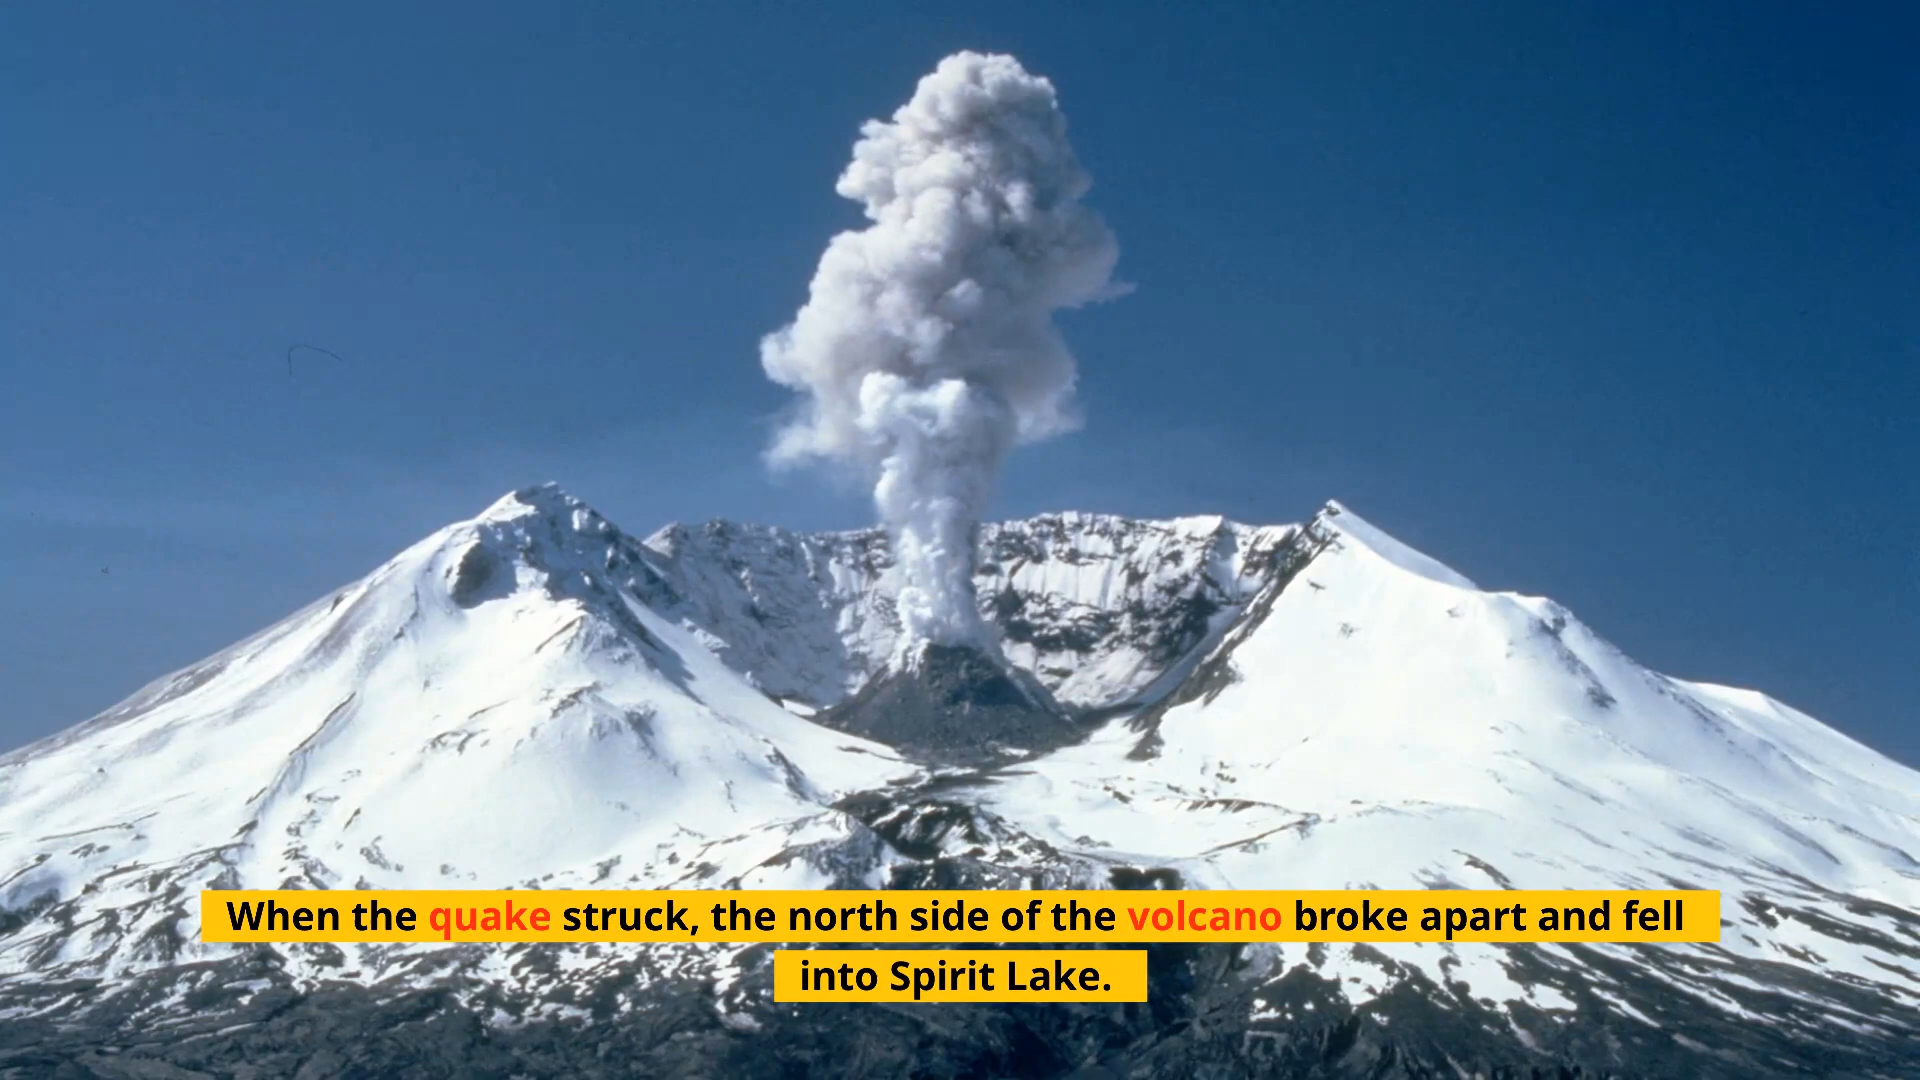 When the quake struck, the north side of the volcano broke apart and fell
into Spirit Lake.